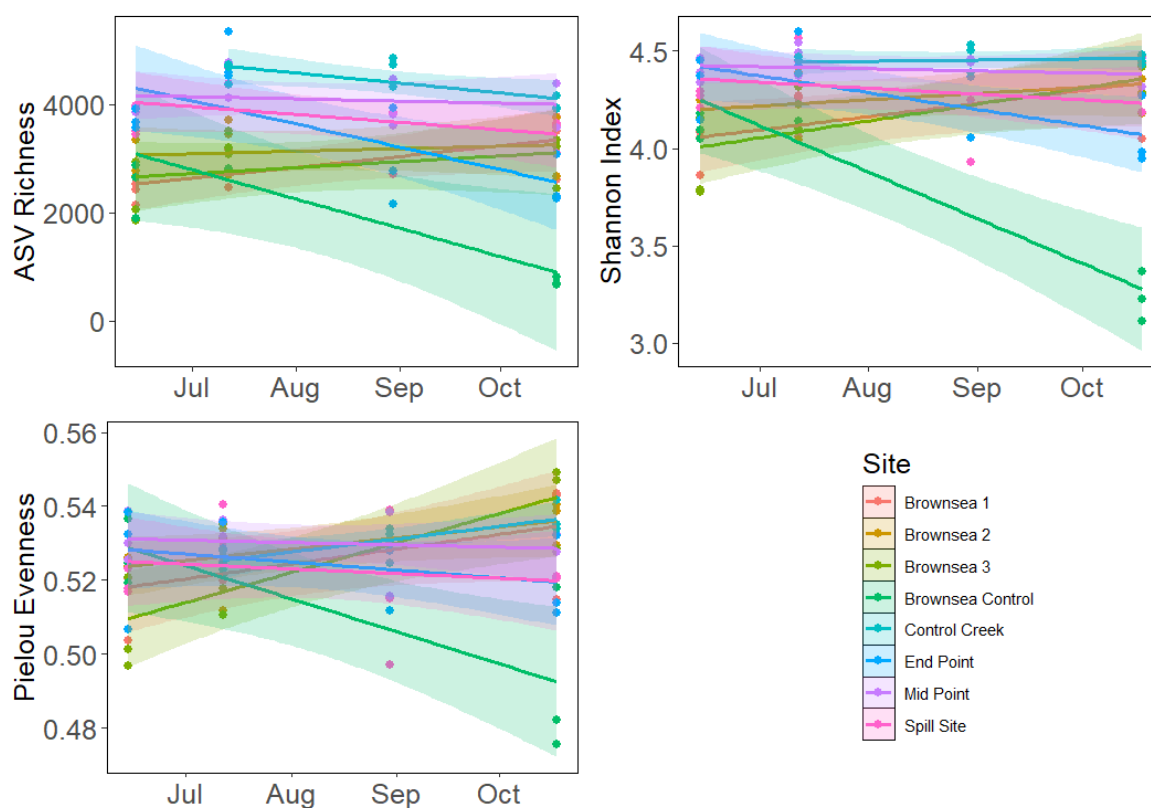 ASV Richness
4000
2000
0
Jul Aug Sep Oct
Shannon Index
4.5
4.0
3.5
3.0
Jul Aug Sep Oct
Pielou Evenness
0.56
0.54
0.52
0.50
0.48
Jul Aug Sep Oct
Site
Brownsea 1
Brownsea 2
Brownsea 3
Brownsea Control
Control Creek
End Point
Mid Point
Spill Site